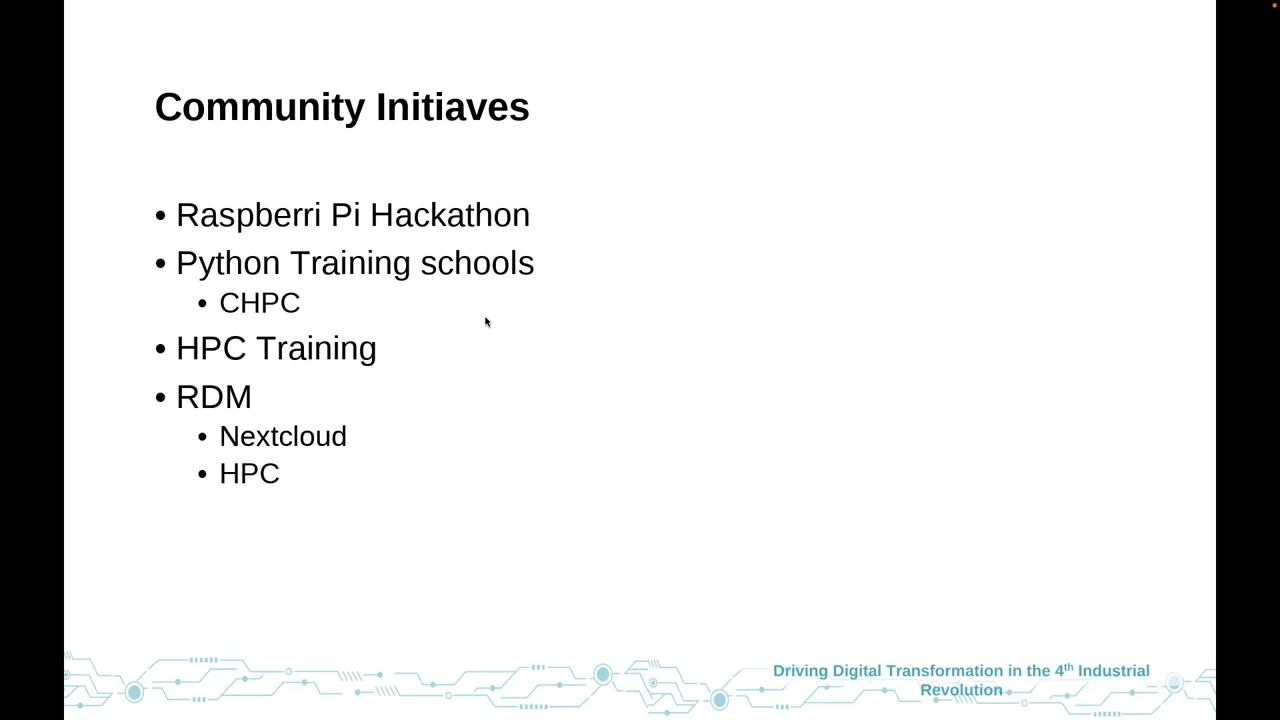 Community Initiaves
• Raspberri Pi Hackathon
• Python Training schools
• CHPC
• HPC Training
• RDM
• Nextcloud
• HPC
Driving Digital Transformation in the 4th Industrial
Revolution